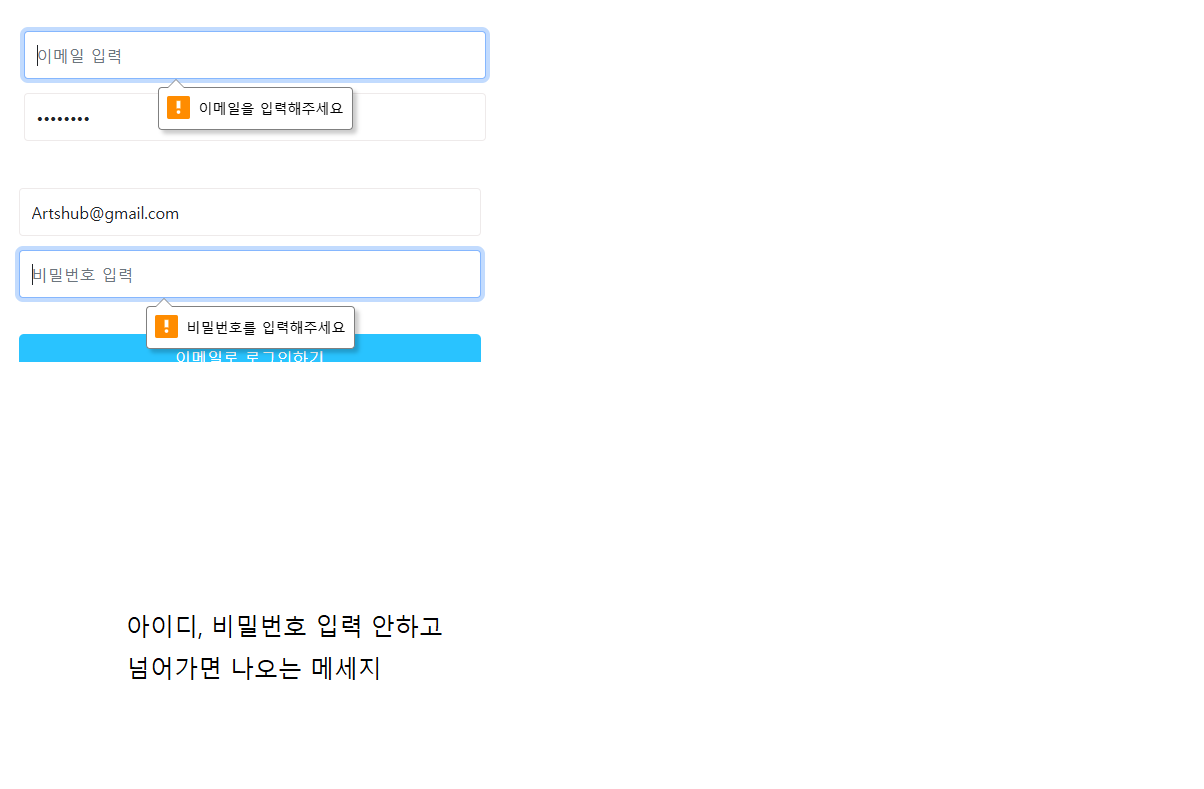 이메일 입력
이메일을 입력해주세요
••••••••
Artshub@gmail.com
비밀번호 입력
비밀번호를 입력해주세요
이메일로 로그인하기
아이디, 비밀번호 입력 안하고
넘어가면 나오는 메세지